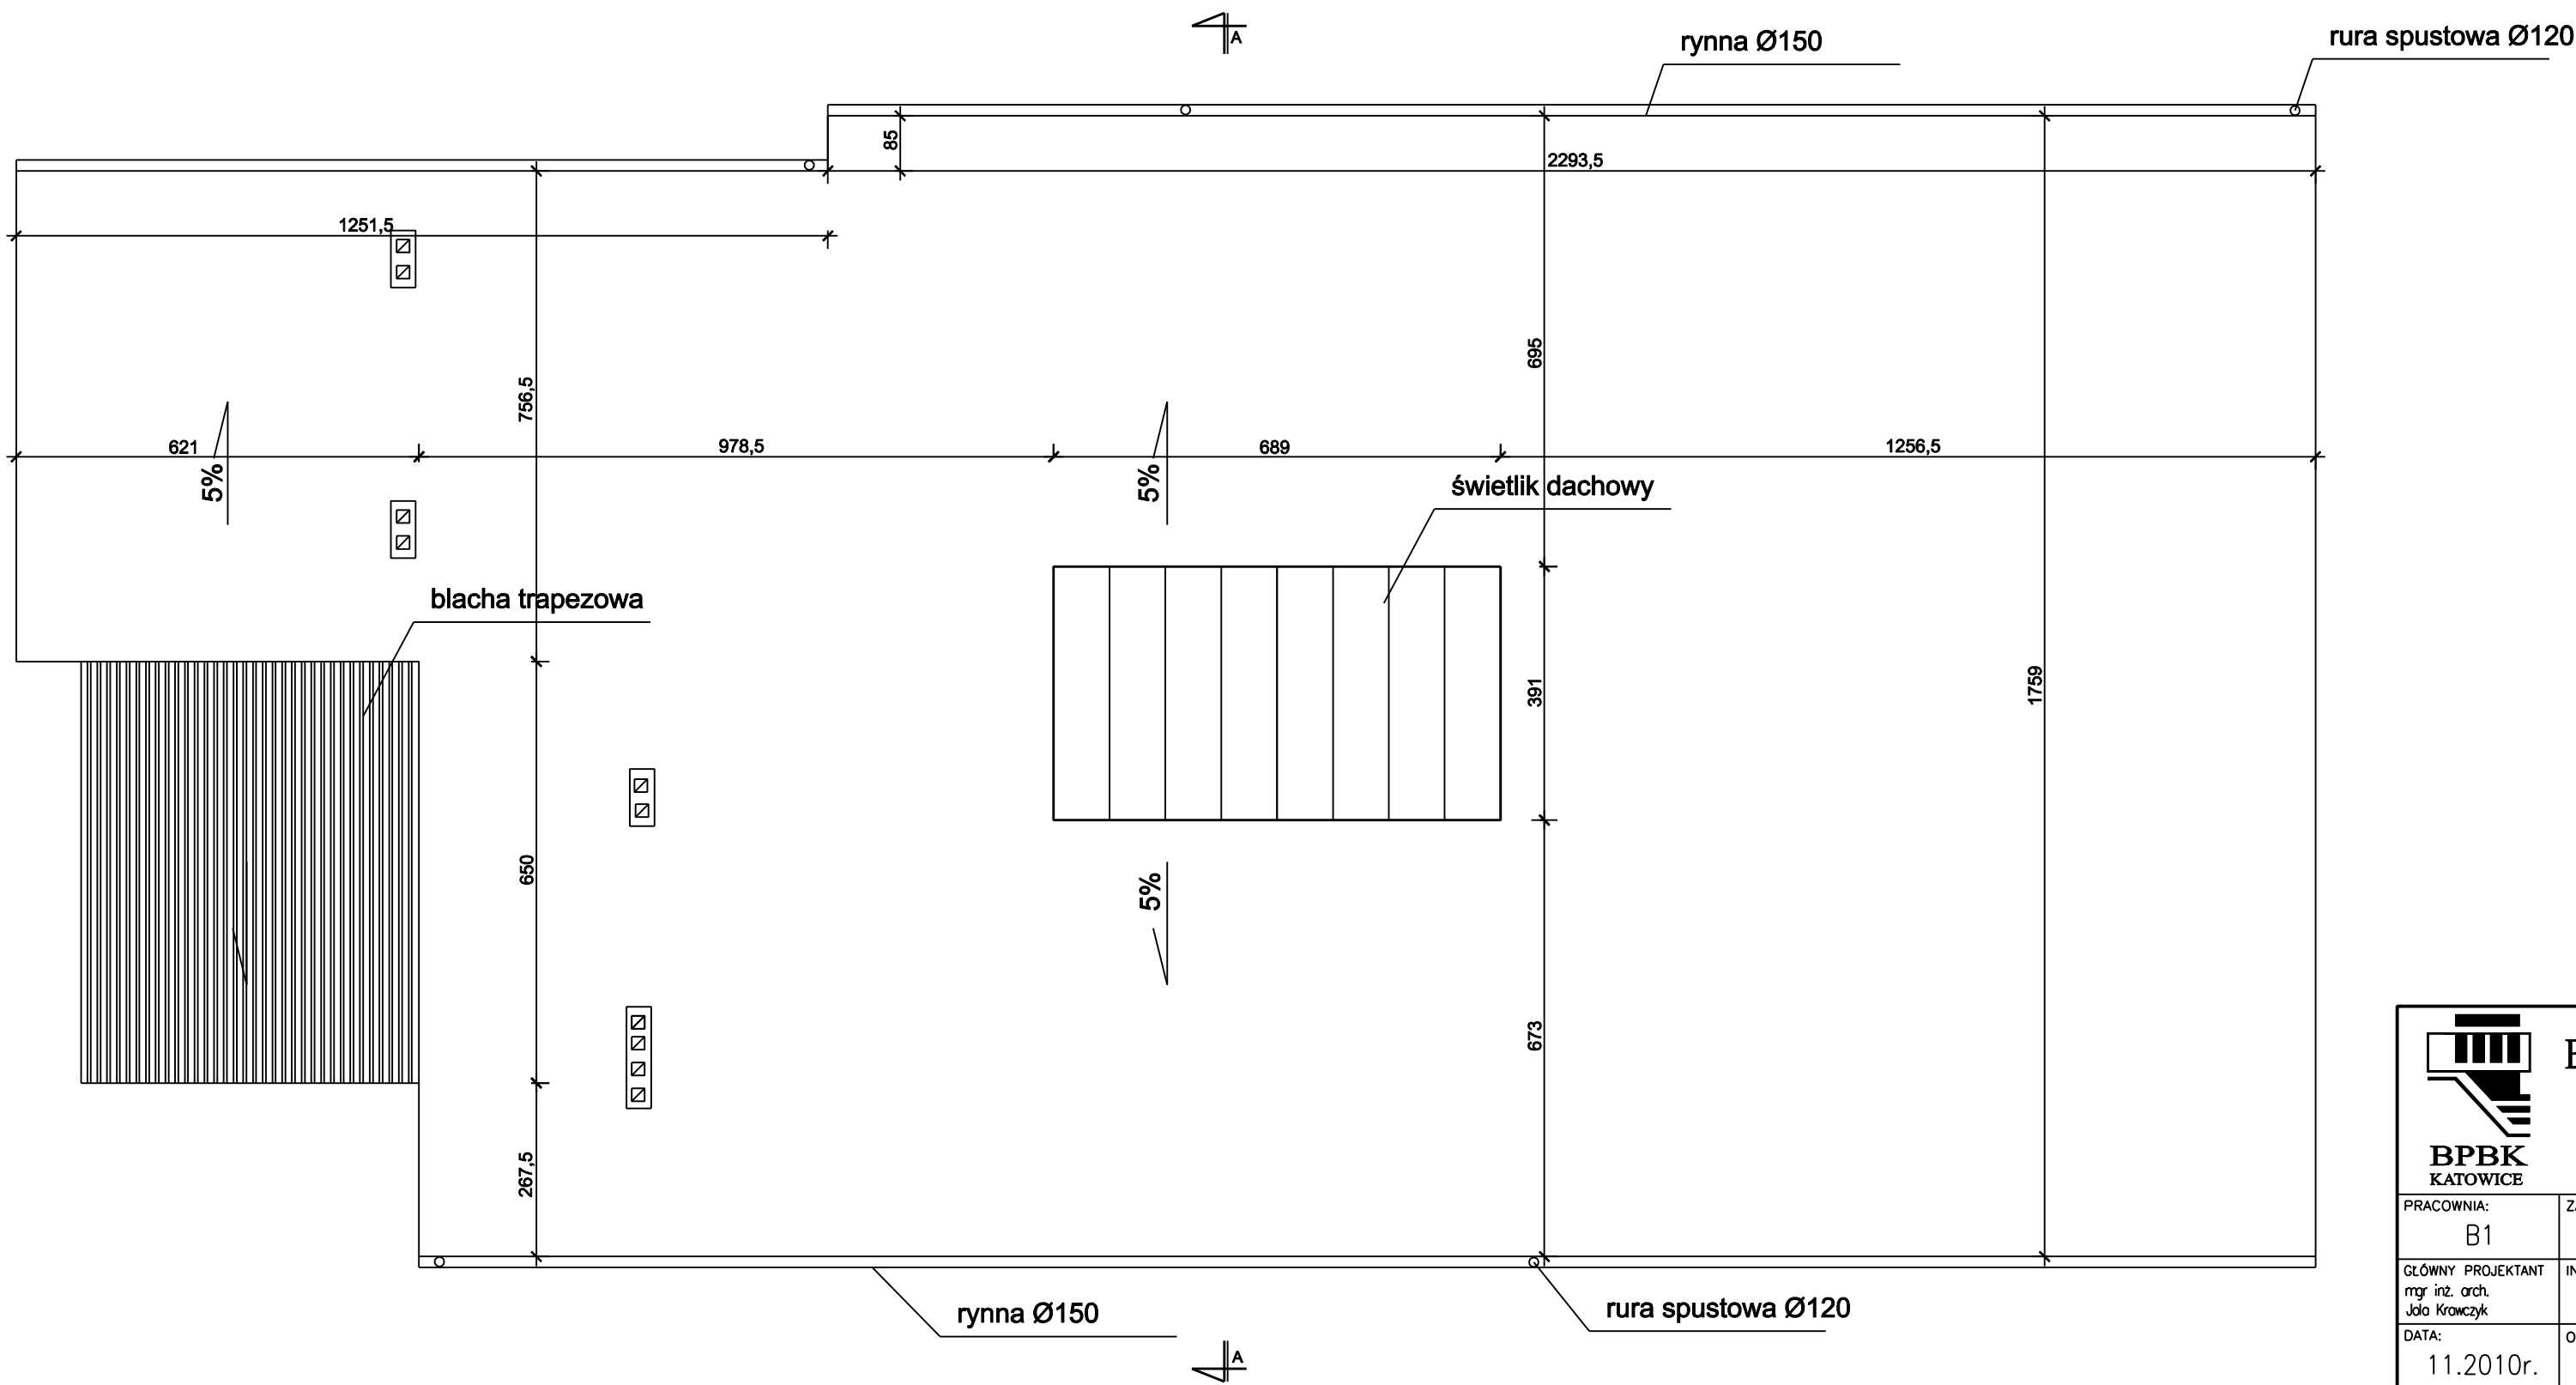 A
rynna Ø150
rura spustowa Ø120
85
2293,5
1251,5
695
756,5
621
978,5
689
1256,5
5%
5%
świetlik dachowy
blacha trapezowa
391
1759
650
5%
673
267,5
rynna Ø150
rura spustowa Ø120
A
BPBK
KATOWICE
PRACOWNIA:
B1
GŁÓWNY PROJEKTANT
mgr inż. arch.
Jola Krawczyk
DATA:
11.2010r.